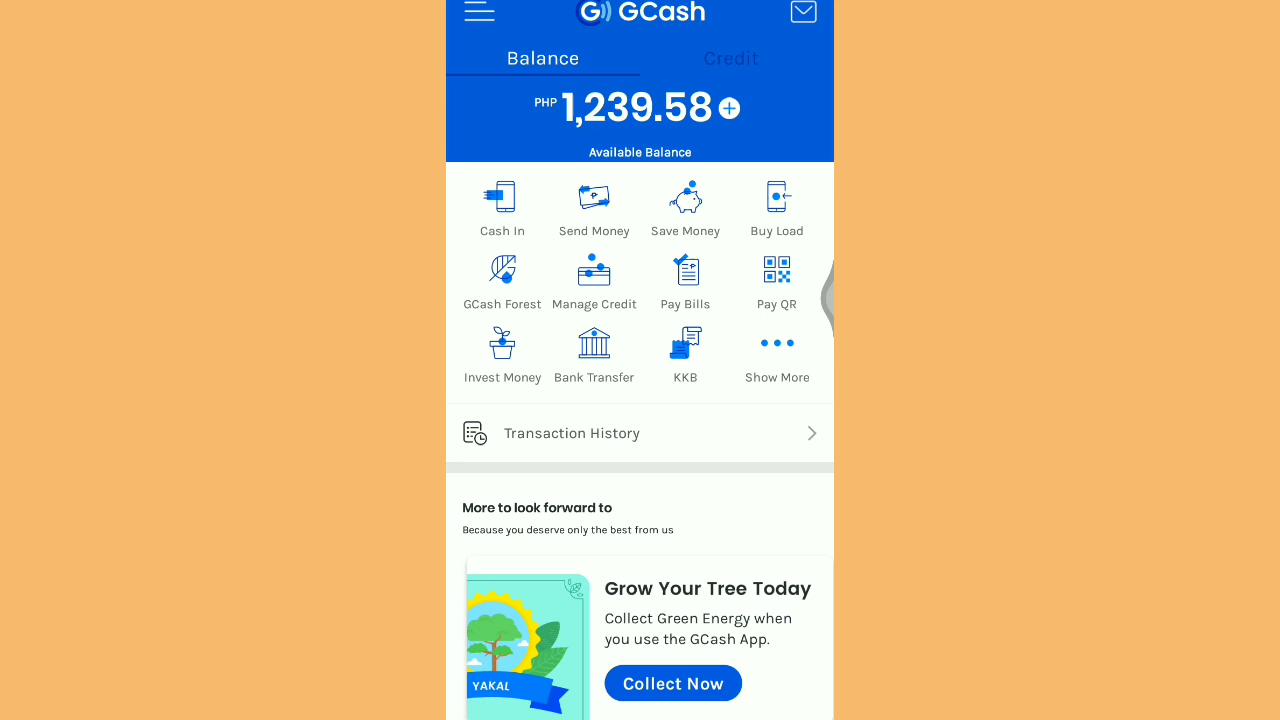 GCash
Balance
Credit
PHP 1,239.58
Available Balance
Cash In
Send Money
Save Money
Buy Load
GCash Forest
Manage Credit
Pay Bills
Pay QR
Invest Money
Bank Transfer
KKB
Show More
Transaction History
More to look forward to
Because you deserve only the best from us
Grow Your Tree Today
Collect Green Energy when
you use the GCash App.
YAKAL
Collect Now